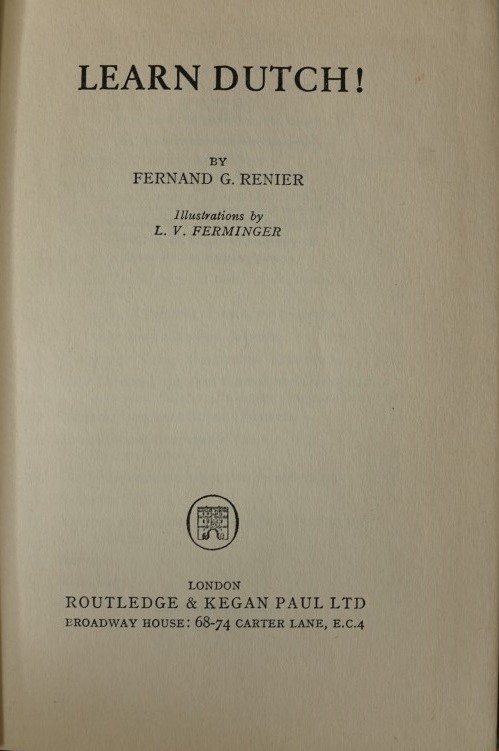 LEARN DUTCH!
BY
FERNAND G. RENIER
Illustrations by
L. V. FERMINGER
LONDON
ROUTLEDGE & KEGAN PAUL LTD
BROADWAY HOUSE: 68-74 CARTER LANE, E.C.4